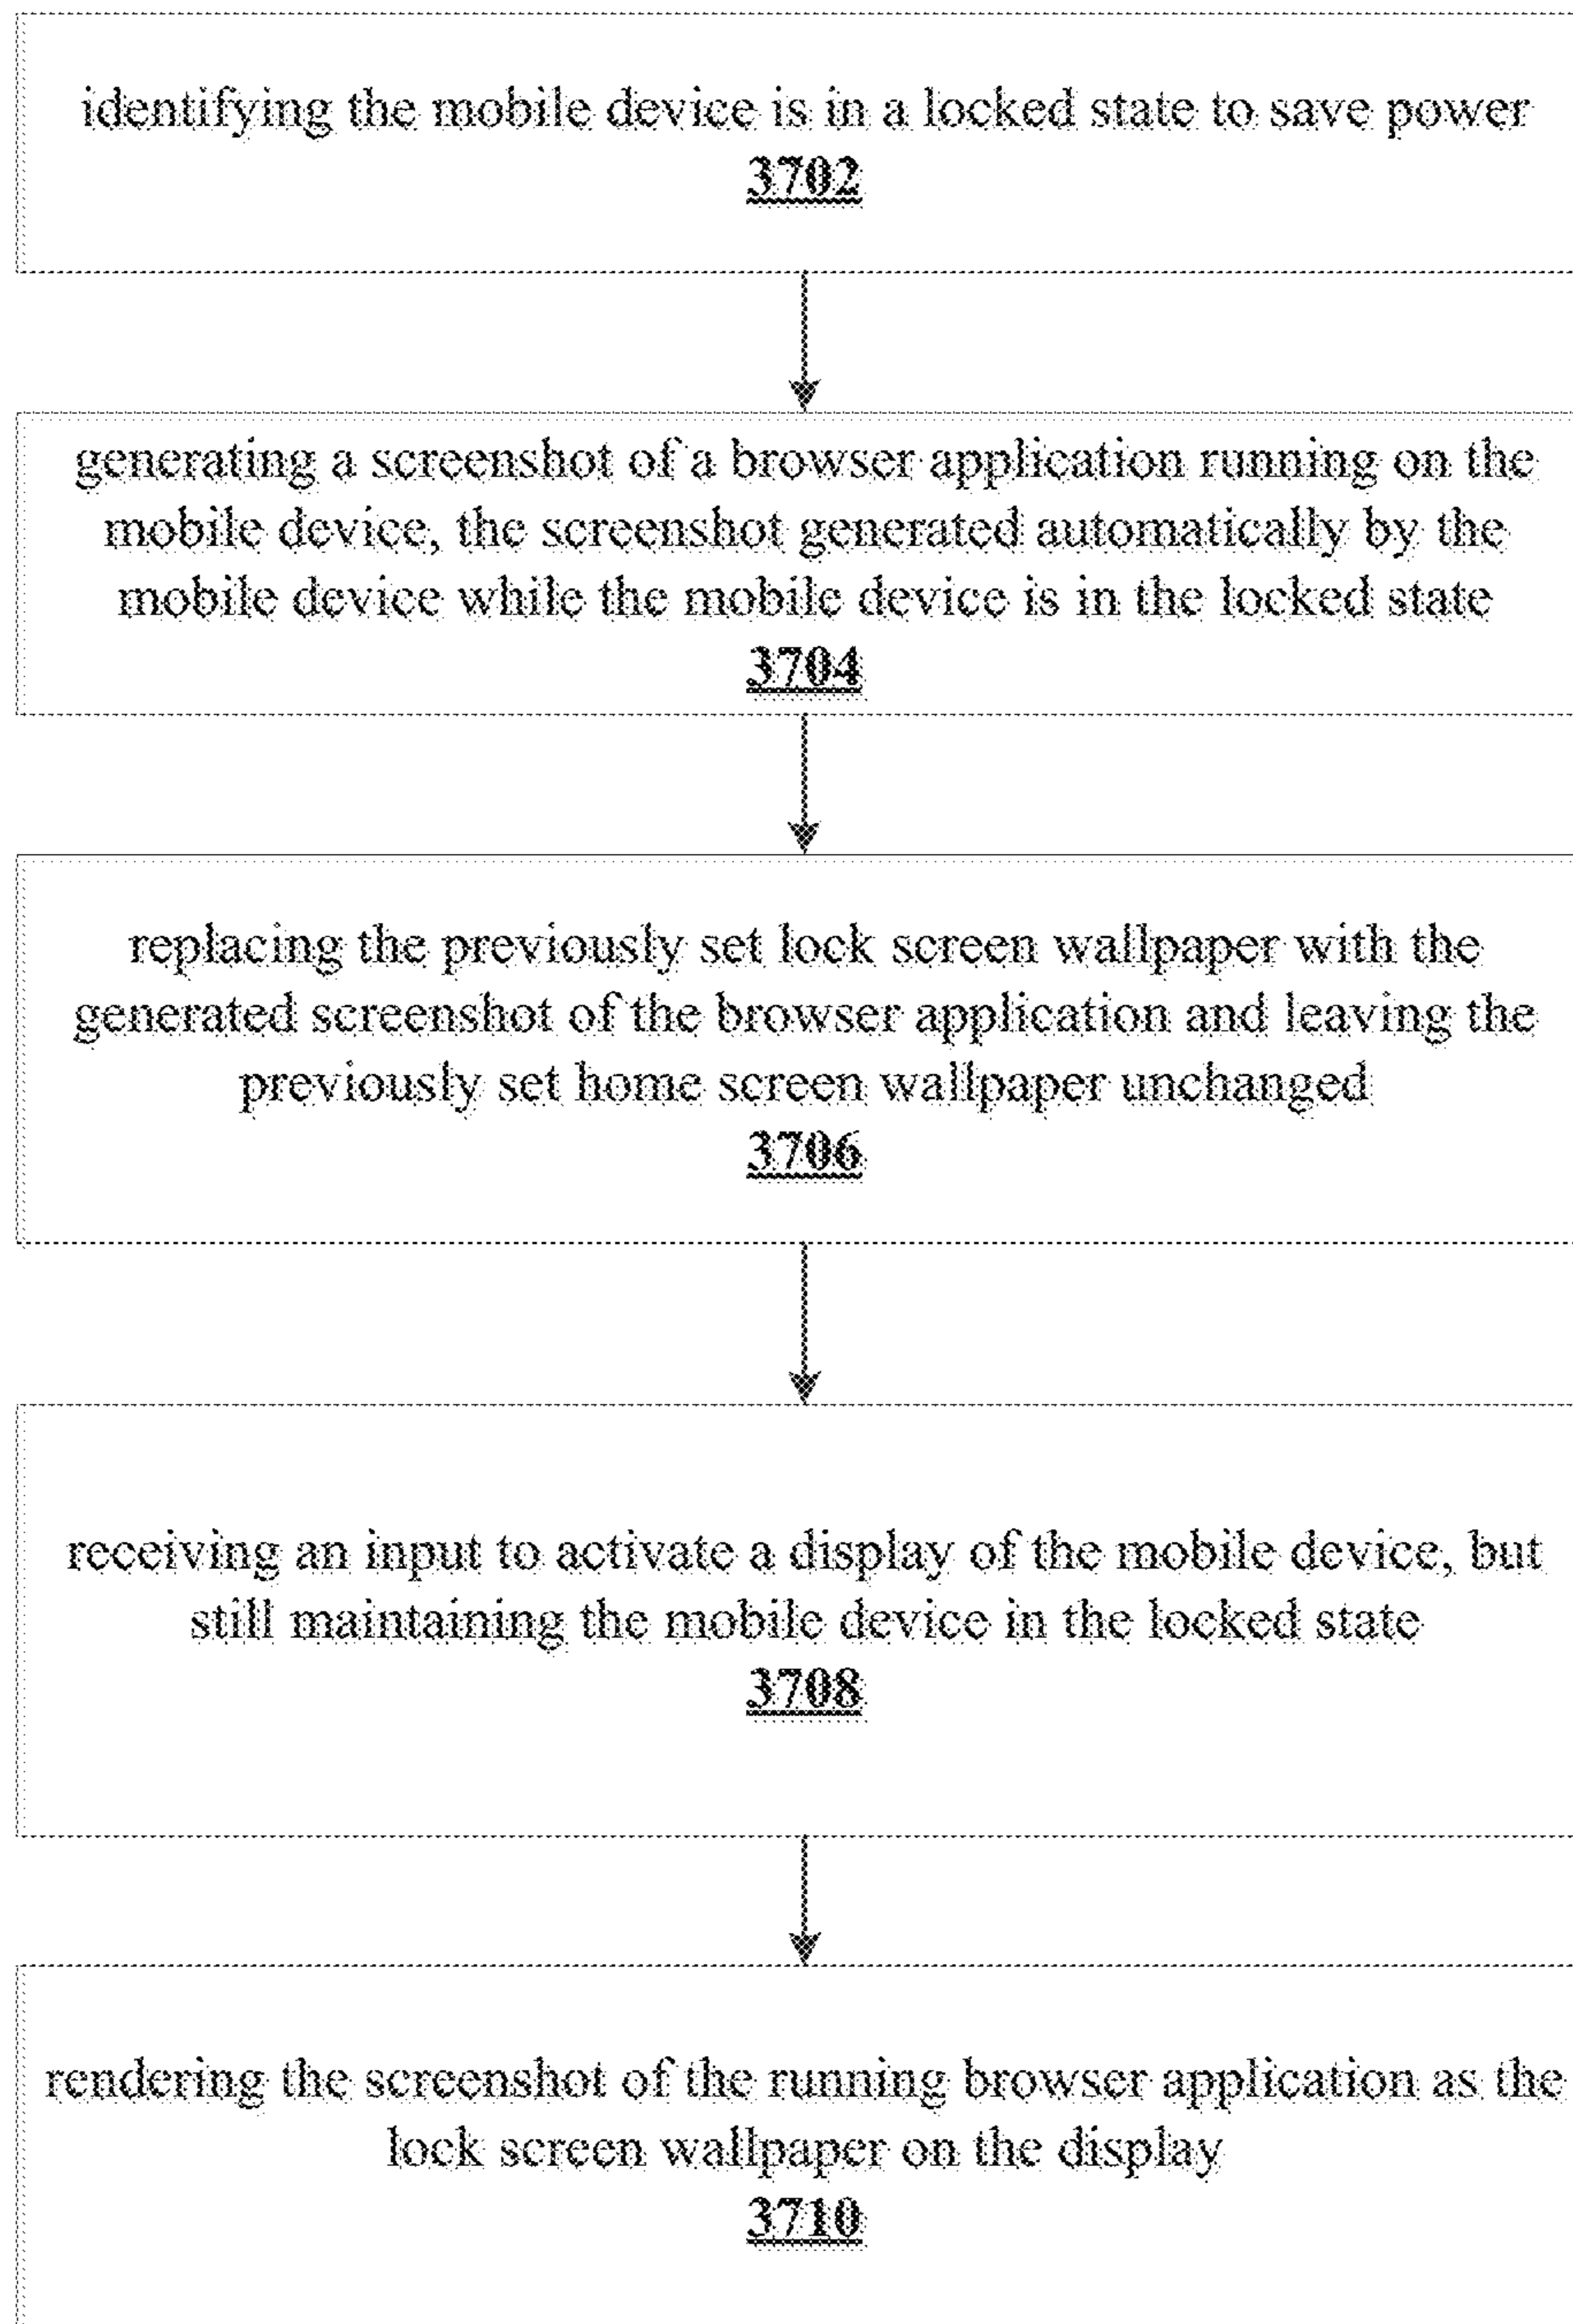 identifying the mobile device is in a locked state to save power
3702
generating a screenshot of a browser application running on the
mobile device, the screenshot generated automatically by the
mobile device while the mobile device is in the locked state
3704
replacing the previously set lock screen wallpaper with the
generated screenshot of the browser application and leaving the
previously set home screen wallpaper unchanged
3706
receiving an input to activate a display of the mobile device, but
still maintaining the mobile device in the locked state
3708
rendering the screenshot of the running browser application as the
lock screen wallpaper on the display
3710